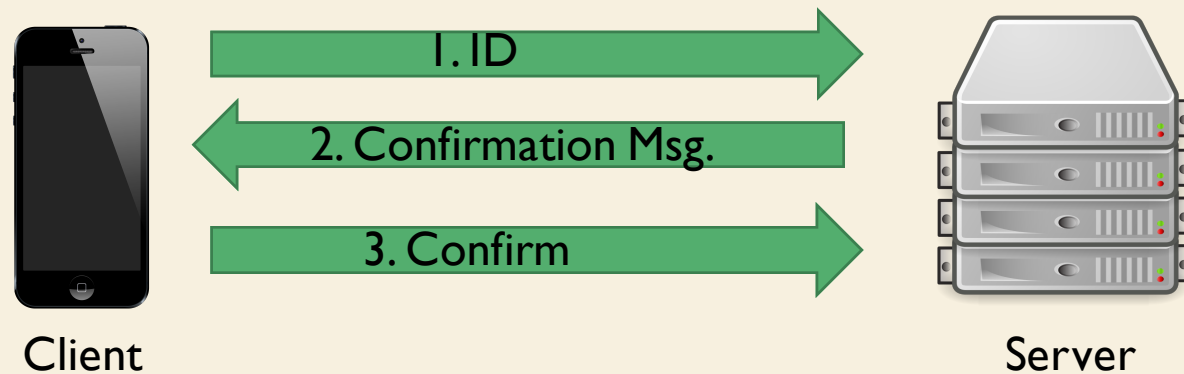 1. ID
2. Confirmation Msg.
3. Confirm
Client
Server